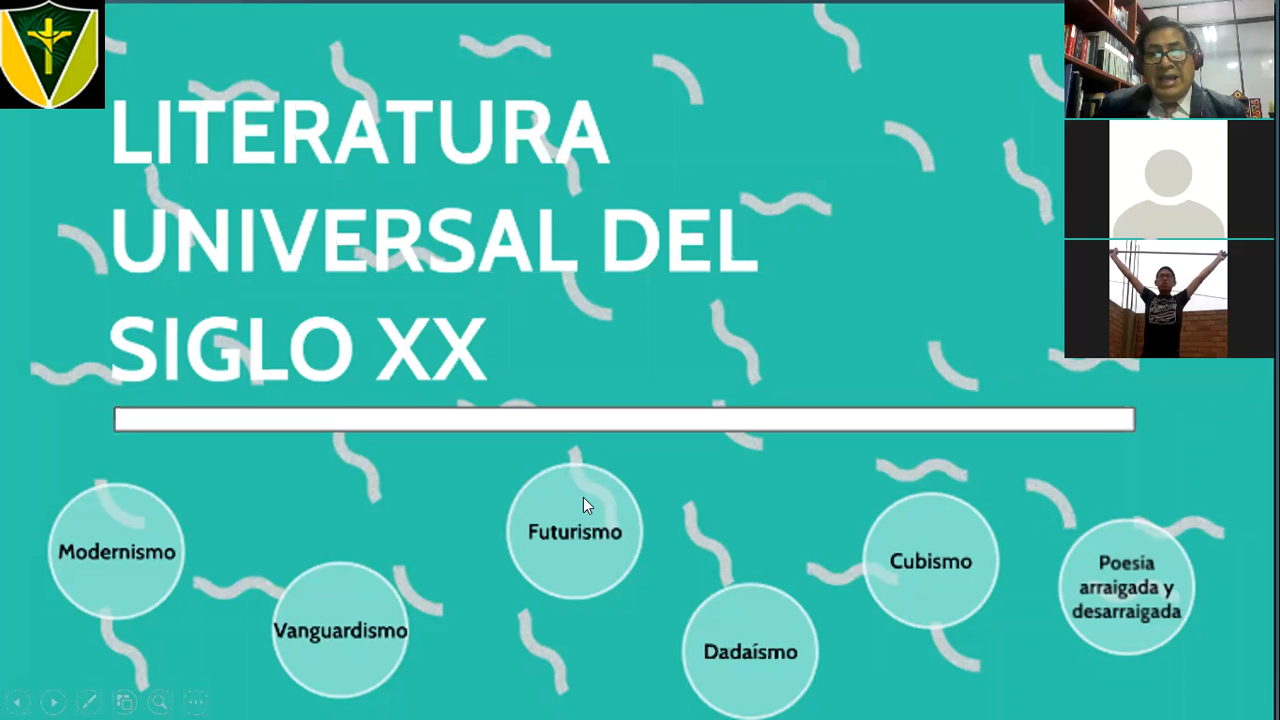 LITERATURA
UNIVERSAL DEL
SIGLO XX
Modernismo
Vanguardismo
Futurismo
Dadaísmo
Cubismo
Poesía
arraigada y
desarraigada